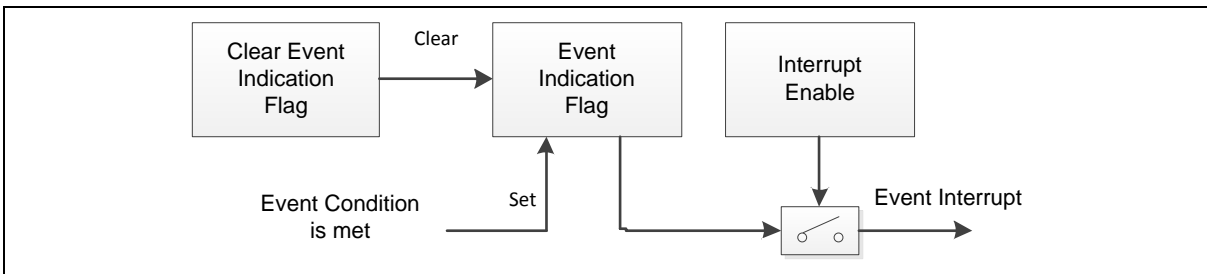 Clear Event
Indication
Flag
Clear
Event
Indication
Flag
Interrupt
Enable
Event Condition
is met
Set
Event Interrupt